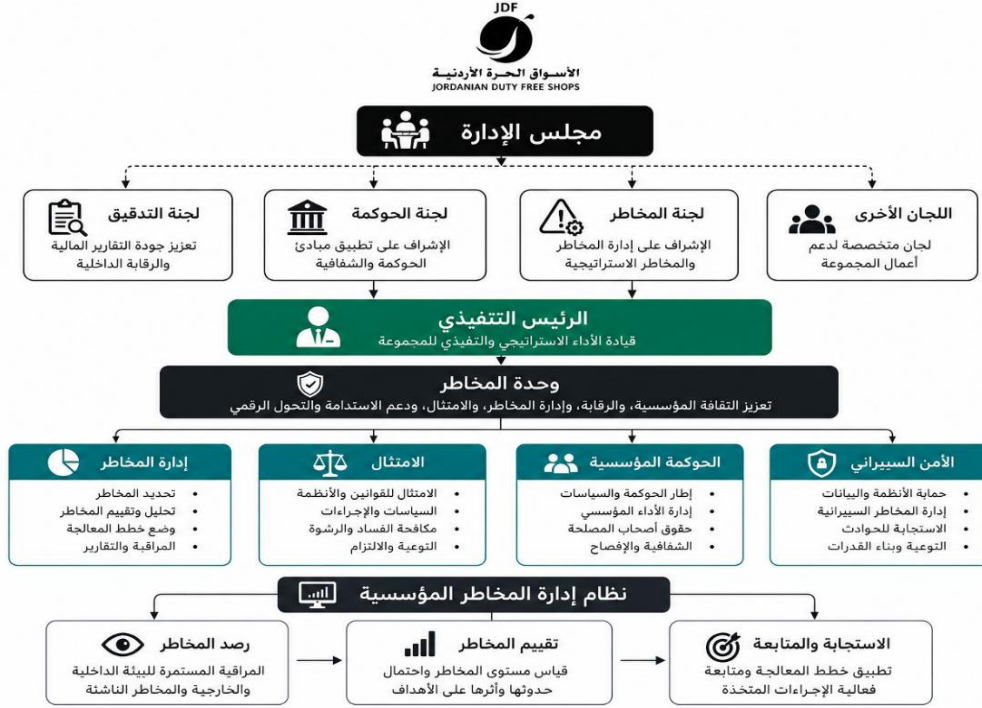 JDF
الأسواق الحرة الأردنية
JORDANIAN DUTY FREE SHOPS
مجلس الإدارة
اللجان الأخرى
لجان متخصصة لدعم
أعمال المجموعة
لجنة المخاطر
الإشراف على إدارة المخاطر
والمخاطر الاستراتيجية
لجنة الحوكمة
الإشراف على تطبيق مبادئ
الحوكمة والشفافية
لجنة التدقيق
تعزيز جودة التقارير المالية
والرقابة الداخلية
الرئيس التتفيذي
قيادة الأداء الاستراتيجي والتفيذي للمجموعة
وحدة المخاطر
تعزيز الثقافة المؤسسية، والرقابة، وإدارة المخاطر، والامتثال، ودعم الاستدامة والتحول الرقمي
الأمن السيبراني
حماية الأنظمة والبيانات
إدارة المخاطر السيبرانية
الاستجابة للحوادث
التوعية وبناء القدرات
الحوكمة المؤسسية
إطار الحوكمة والسياسات
إدارة الأداء المؤسسي
حقوق أصحاب المصلحة
الشفافية والإفصاح
الامتثال
الامتثال للقوانين والأنظمة
السياسات والإجراءات
مكافحة الفساد والرشوة
التوعية والالتزام
إدارة المخاطر
تحديد المخاطر
تحليل وتقييم المخاطر
وضع خطط المعالجة
المراقبة والتقارير
نظام إدارة المخاطر المؤسسية
رصد المخاطر
المراقبة المستمرة للبيئة الداخلية
والخارجية والمخاطر الناشئة
تقييم المخاطر
قياس مستوى المخاطر واحتمال
حدوثها وأثرها على الأهداف
الاستجابة والمتابعة
تطبيق خطط المعالجة ومتابعة
فعالية الإجراءات المتخذة